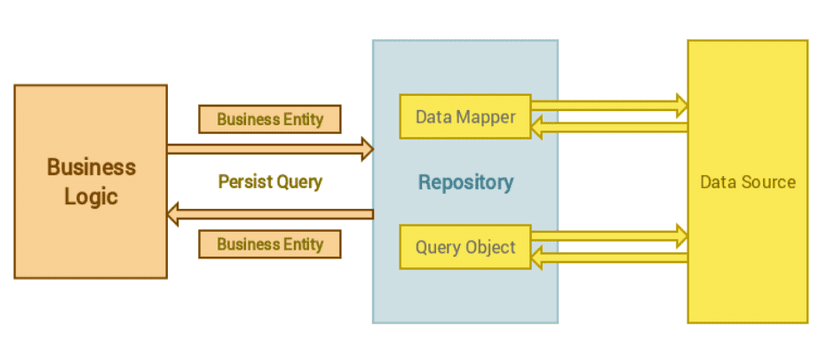 Business Entity
Data Mapper
Business
Logic
Persist Query
Repository
Data Source
Business Entity
Query Object